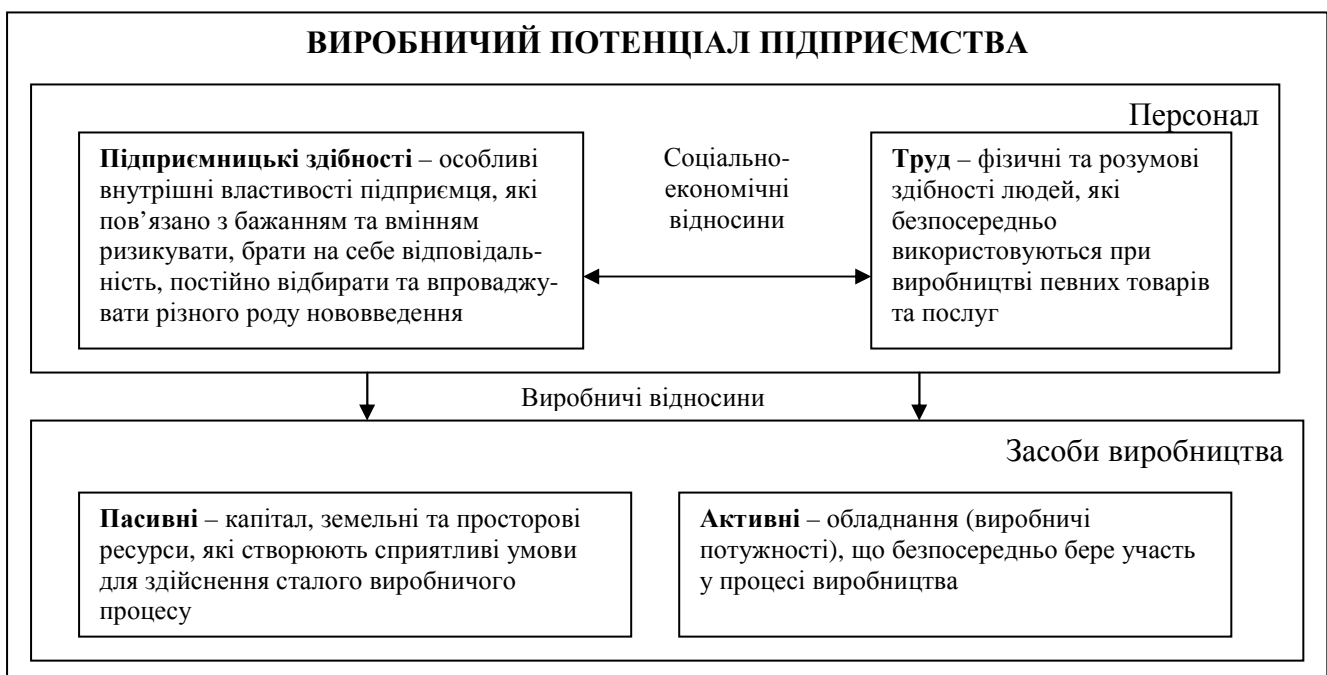 ВИРОБНИЧИЙ ПОТЕНЦІАЛ ПІДПРИЄМСТВА
Персонал
Підприємницькі здібності – особливі
внутрішні властивості підприємця, які
пов’язано з бажанням та вмінням
ризикувати, брати на себе відповідаль-
ність, постійно відбирати та впроваджу-
вати різного роду нововведення
Соціально-
економічні
відносини
Труд – фізичні та розумові
здібності людей, які
безпосередньо
використовуються при
виробництві певних товарів
та послуг
Виробничі відносини
Засоби виробництва
Пасивні – капітал, земельні та просторові
ресурси, які створюють сприятливі умови
для здійснення сталого виробничого
процесу
Активні – обладнання (виробничі
потужності), що безпосередньо бере участь
у процесі виробництва